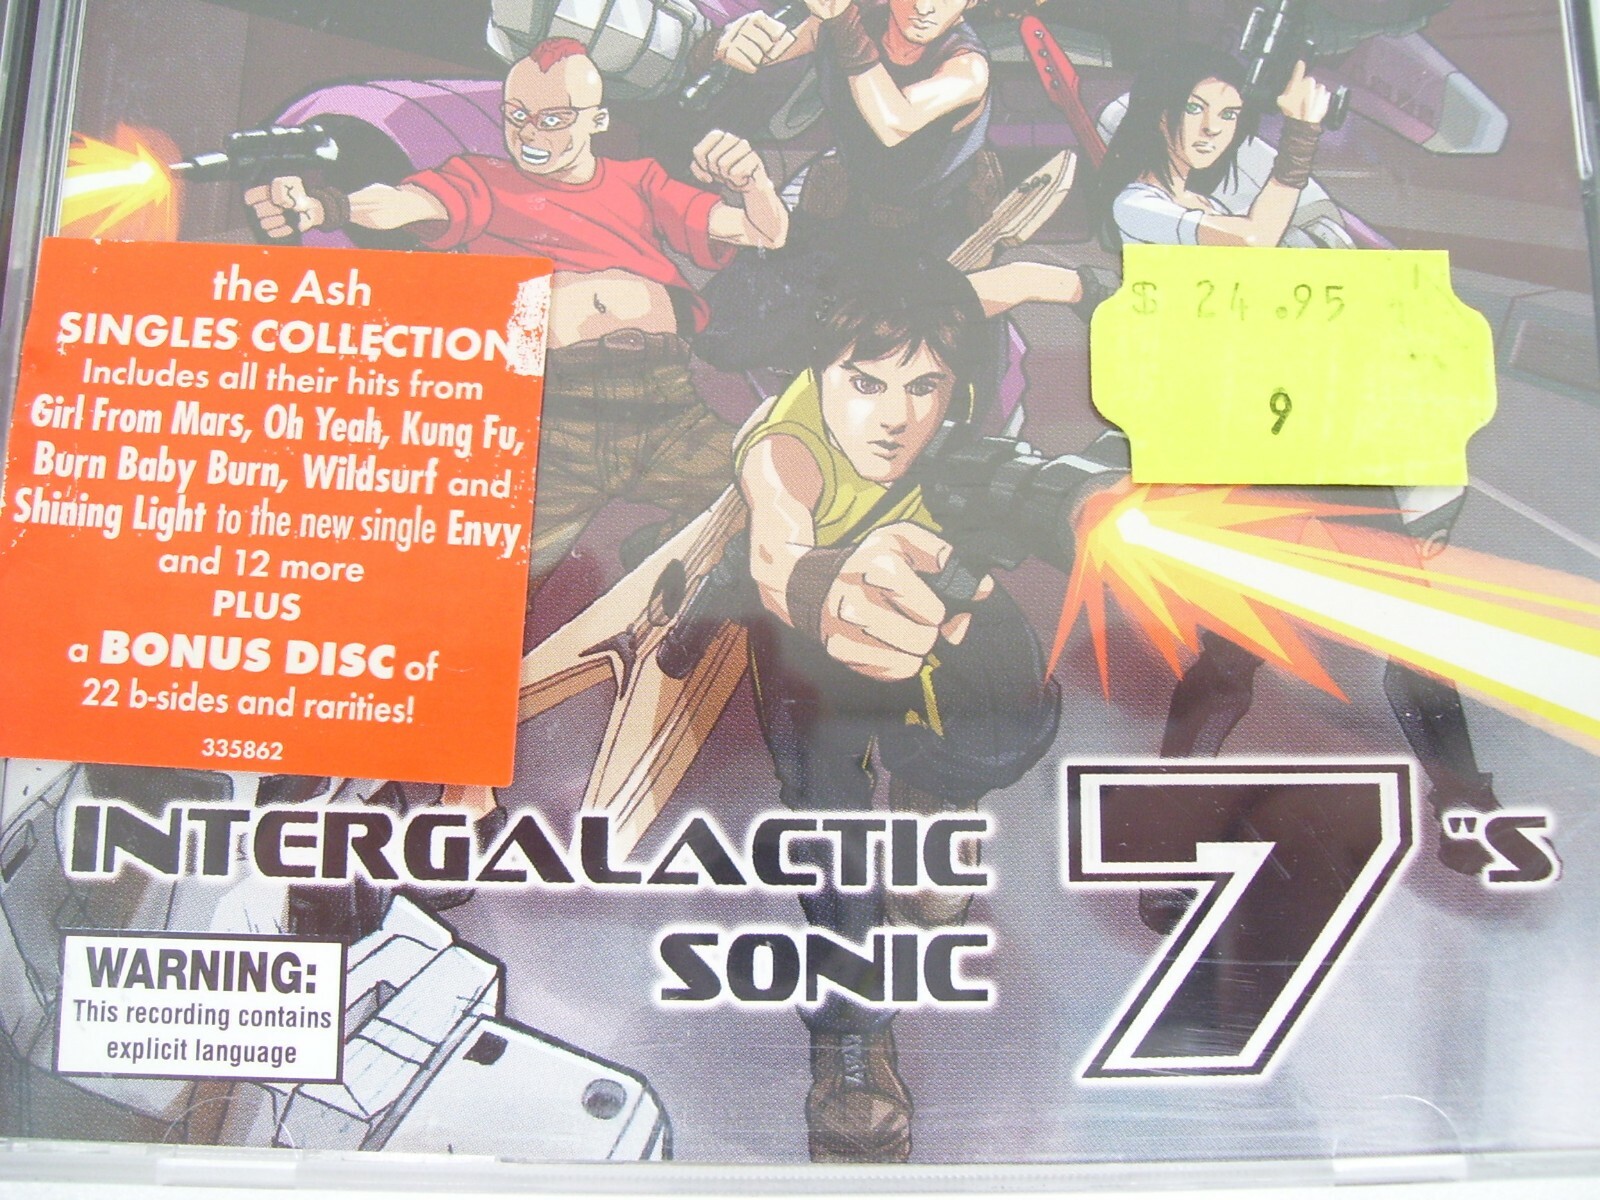 the Ash
SINGLES COLLECTION
Includes all their hits from
Girl From Mars, Oh Yeah, Kung Fu,
Burn Baby Burn, Wildsurf and
Shining Light to the new single Envy
and 12 more
PLUS
a BONUS DISC of
22 b-sides and rarities!
335862
$ 24.95
9
INTERGALACTIC
SONIC 7"S
WARNING:
This recording contains
explicit language